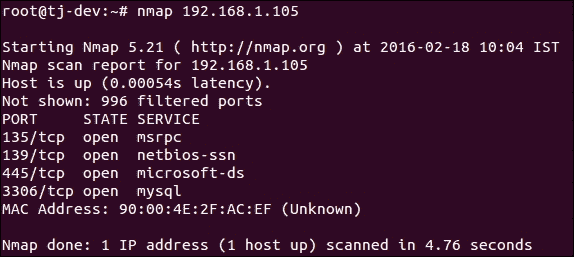 root@tj-dev:~# nmap 192.168.1.105
Starting Nmap 5.21 ( http://nmap.org ) at 2016-02-18 10:04 IST
Nmap scan report for 192.168.1.105
Host is up (0.00054s latency).
Not shown: 996 filtered ports
PORT     STATE SERVICE
135/tcp  open  msrpc
139/tcp  open  netbios-ssn
445/tcp  open  microsoft-ds
3306/tcp open  mysql
MAC Address: 90:00:4E:2F:AC:EF (Unknown)
Nmap done: 1 IP address (1 host up) scanned in 4.76 seconds